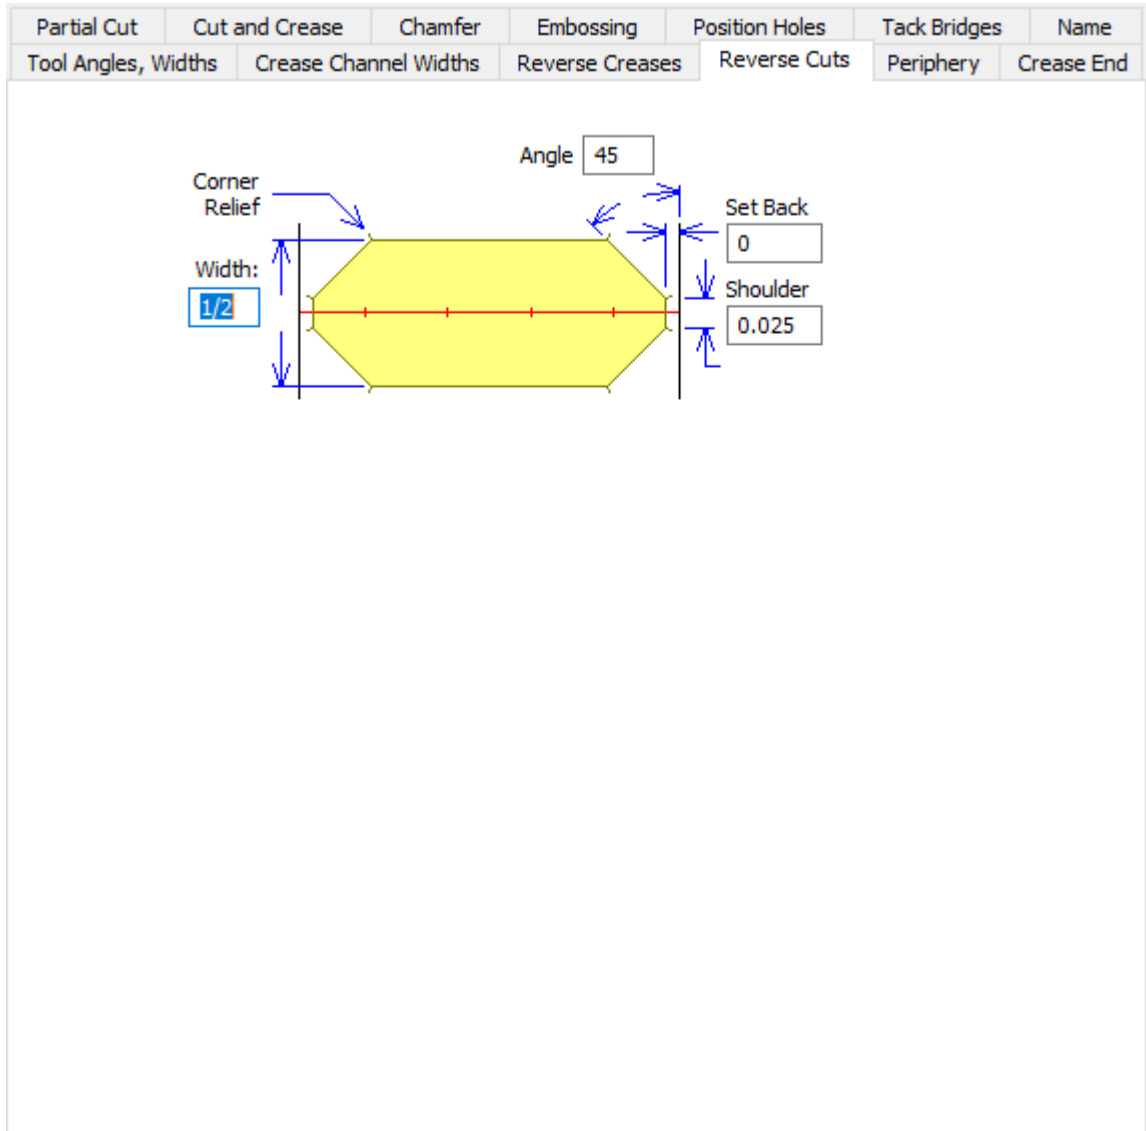 Partial Cut Cut and Crease Chamfer Embossing Position Holes Tack Bridges Name
Tool Angles, Widths Crease Channel Widths Reverse Creases Reverse Cuts Periphery Crease End
Angle 45
Corner
Relief
Set Back
0
Width:
1/2
Shoulder
0.025